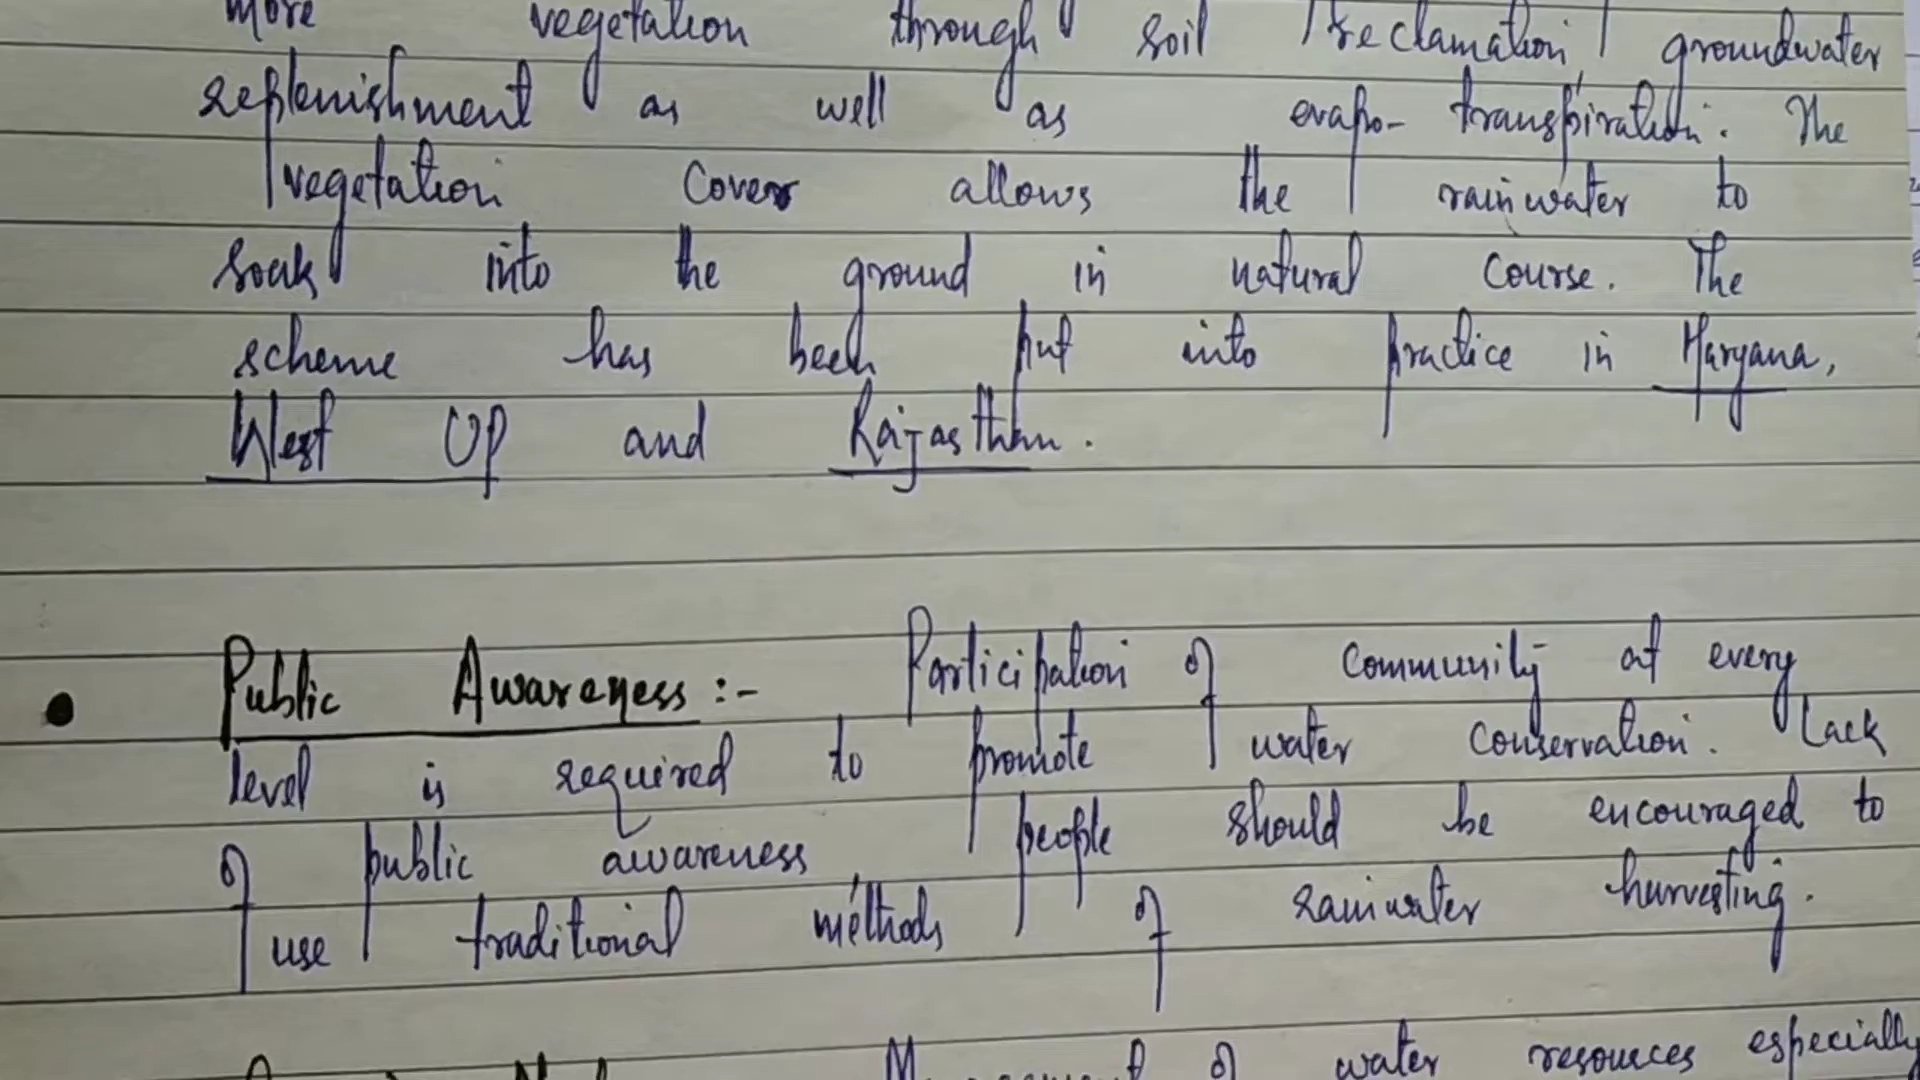 more vegetation through soil reclamation, groundwater
replenishment as well as evapo-transpiration. The
vegetation cover allows the rainwater to
soak into the ground in natural course. The
scheme has been put into practice in Haryana,
West UP and Rajasthan.
• Public Awareness :- Participation of community at every
level is required to promote water conservation. Lack
of public awareness, people should be encouraged to
use traditional methods of rainwater harvesting.
Management of water resources especially